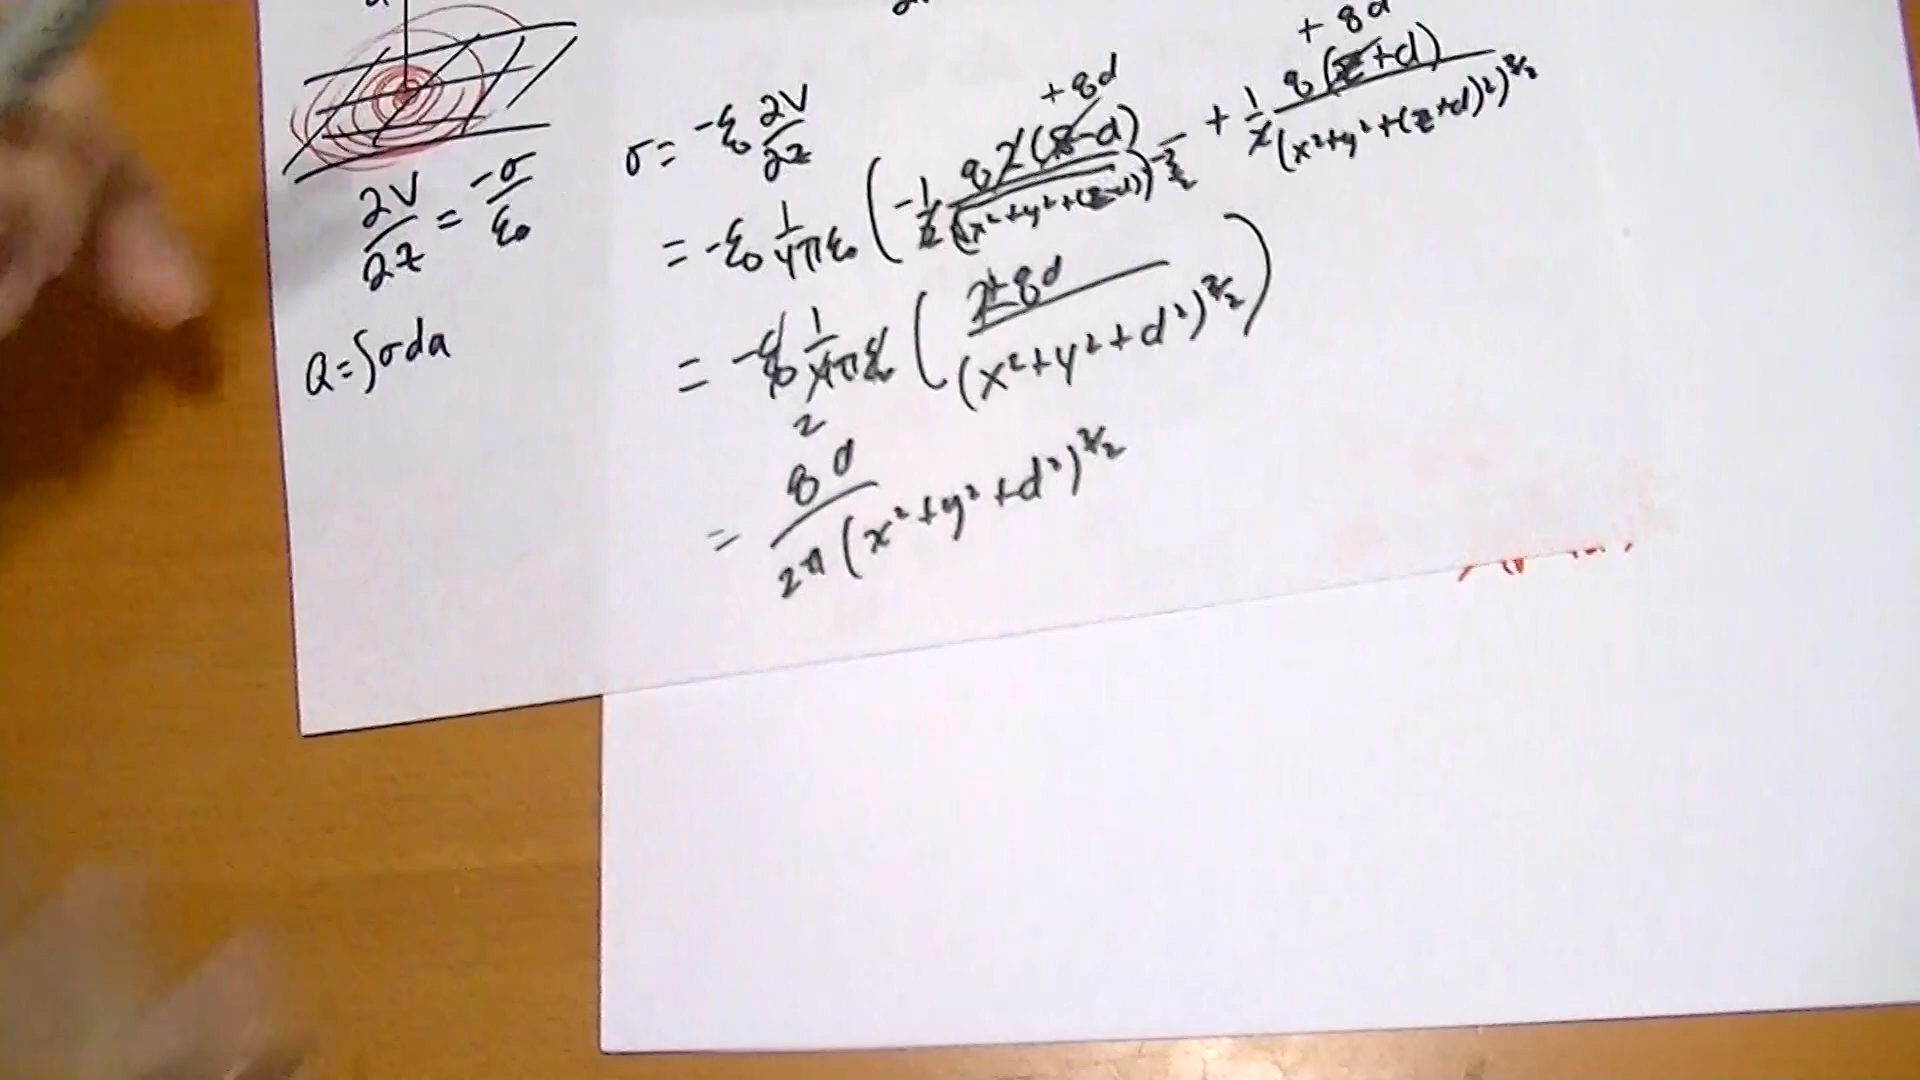 ∂V/∂z = -σ/ε₀
Q = ∫σda
σ = -ε₀ ∂V/∂z
+qd
+qd
= -ε₀ 1/4πε₀ ( -1/2 q2(z-d)/(x²+y²+(z-d)²)^3/2 + 1/2 q(z+d)/(x²+y²+(z+d)²)^3/2
= -ε₀ 1/4πε₀ ( 2qd/(x²+y²+d²)^3/2 )
2
= qd/2π(x²+y²+d²)^3/2